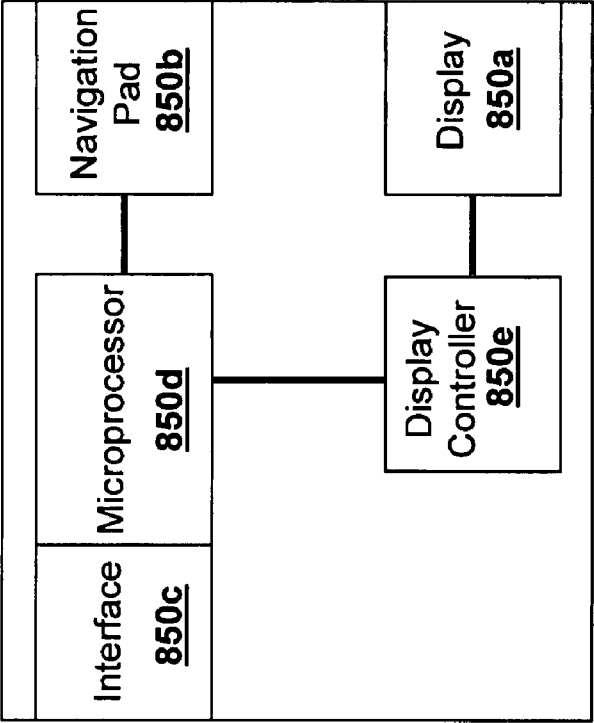 Navigation
Pad
850b
Display
850a
Microprocessor
850d
Display
Controller
850e
Interface
850c